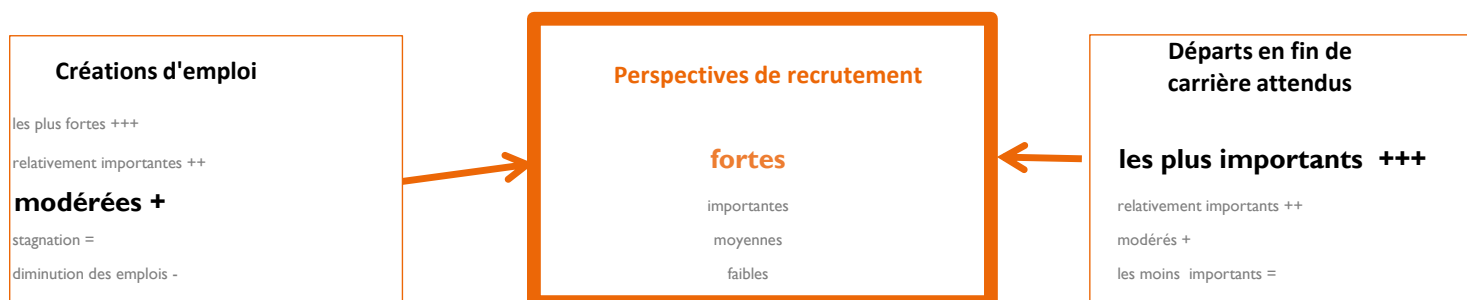 Créations d'emploi
les plus fortes +++
relativement importantes ++
modérées +
stagnation =
diminution des emplois -
Perspectives de recrutement
fortes
importantes
moyennes
faibles
Départs en fin de
carrière attendus
les plus importants +++
relativement importants ++
modérés +
les moins importants =